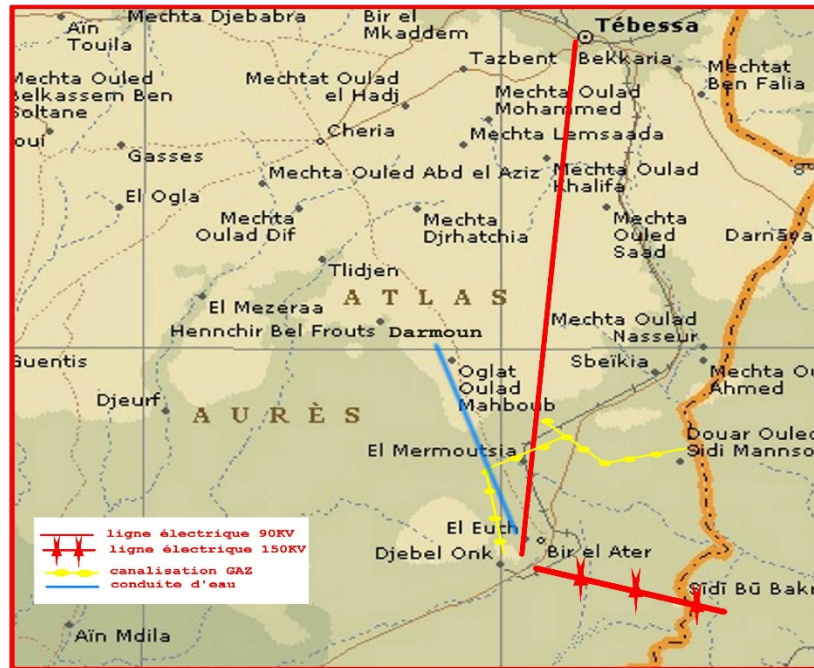 Mechta Djebabra
Bir el
Mkaddem
Tébessa
Aïn
Touila
Tazbent
Bekkaria
Mechta Ouled
Belkassem Ben
Soltane
Mechtat Oulad
el Hadj
Mechta Oulad
Mohammed
Mechtat
Ben Falia
oui
Cheria
Mechta Lemsaada
Gasses
Mechta Ouled Abd el Aziz
Mechta Oulad
Khalifa
El Ogla
Mechta
Oulad Dif
Mechta
Djrhatchia
Mechta
Ouled
Saad
Tlidjen
ATLAS
El Mezeraa
Hennchir Bel Frouts
Darmoun
Mechta Oulad
Nasseur
Guentis
Oglat
Oulad
Mahboub
Sbeïkia
Mechta Ou
Ahmed
Djeurf
AURÈS
El Mermoutsia
Douar Ouled
Sidi Mannso
El Euch
Djebel Onk
Bir el Ater
Sīdī Bū Bakr
ligne électrique 90KV
ligne électrique 150KV
canalisation GAZ
conduite d'eau
Aïn Mdila